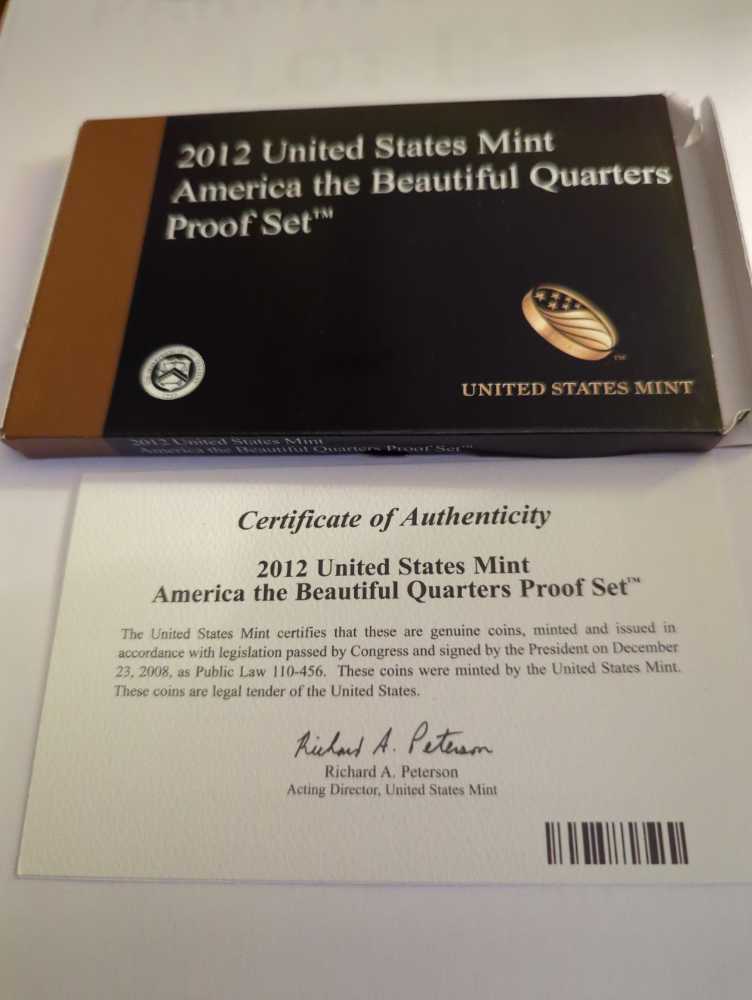 2012 United States Mint
America the Beautiful Quarters
Proof Set™
TM
UNITED STATES MINT
2012 United States Mint
America the Beautiful Quarters Proof Set™
Certificate of Authenticity
2012 United States Mint
America the Beautiful Quarters Proof Set™
The United States Mint certifies that these are genuine coins, minted and issued in
accordance with legislation passed by Congress and signed by the President on December
23, 2008, as Public Law 110-456. These coins were minted by the United States Mint.
These coins are legal tender of the United States.
Richard A. Peterson
Richard A. Peterson
Acting Director, United States Mint